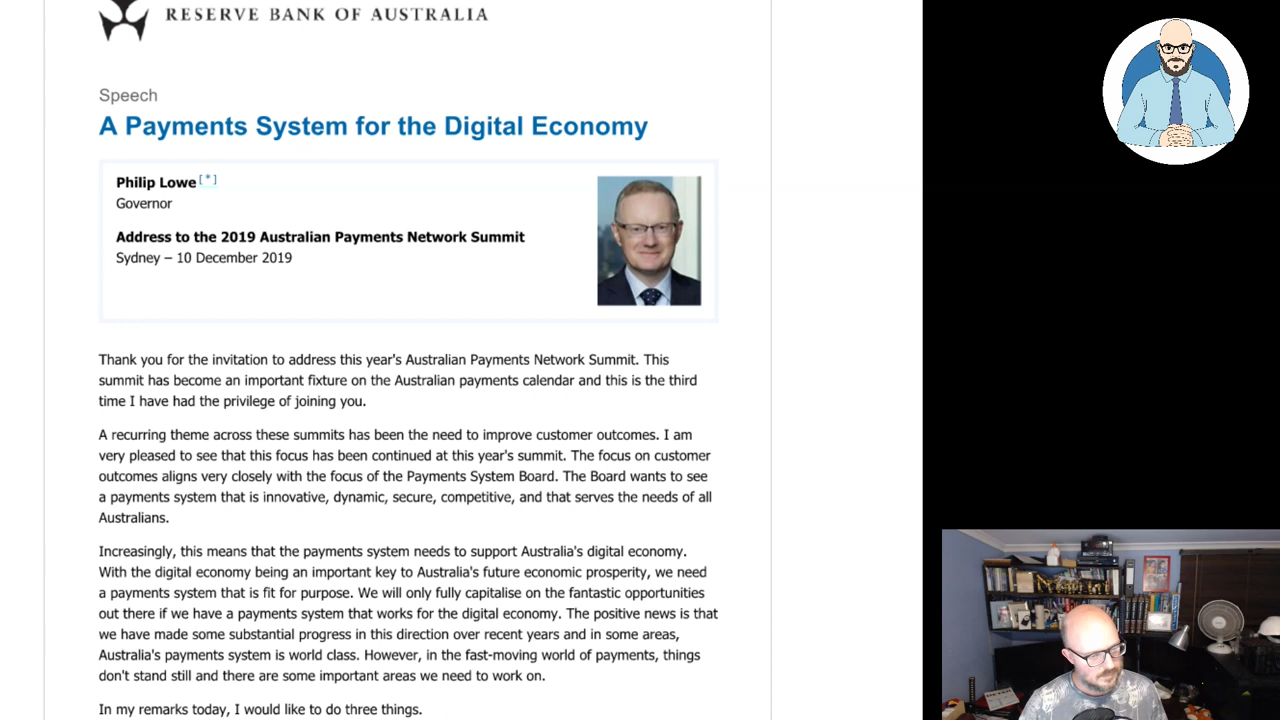 RESERVE BANK OF AUSTRALIA
Speech
A Payments System for the Digital Economy
Philip Lowe[*]
Governor
Address to the 2019 Australian Payments Network Summit
Sydney – 10 December 2019
Thank you for the invitation to address this year's Australian Payments Network Summit. This
summit has become an important fixture on the Australian payments calendar and this is the third
time I have had the privilege of joining you.
A recurring theme across these summits has been the need to improve customer outcomes. I am
very pleased to see that this focus has been continued at this year's summit. The focus on customer
outcomes aligns very closely with the focus of the Payments System Board. The Board wants to see
a payments system that is innovative, dynamic, secure, competitive, and that serves the needs of all
Australians.
Increasingly, this means that the payments system needs to support Australia's digital economy.
With the digital economy being an important key to Australia's future economic prosperity, we need
a payments system that is fit for purpose. We will only fully capitalise on the fantastic opportunities
out there if we have a payments system that works for the digital economy. The positive news is that
we have made some substantial progress in this direction over recent years and in some areas,
Australia's payments system is world class. However, in the fast-moving world of payments, things
don't stand still and there are some important areas we need to work on.
In my remarks today, I would like to do three things.